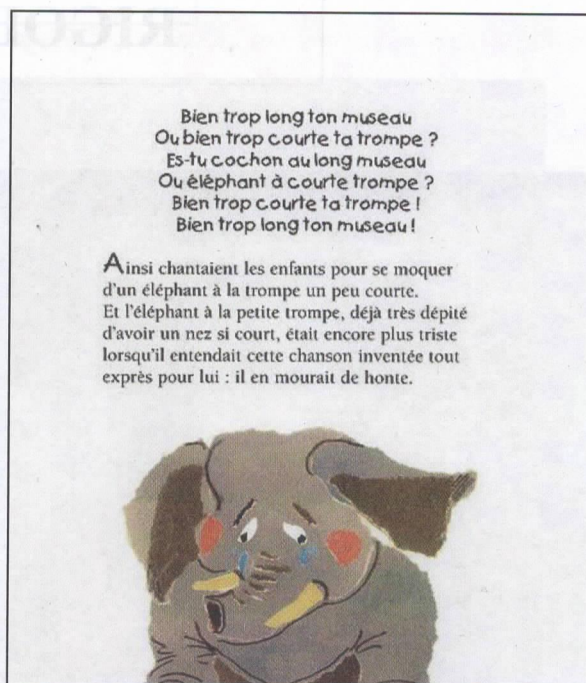 RIGOL
Bien trop long ton museau
Ou bien trop courte ta trompe ?
Es-tu cochon au long museau
Ou éléphant à courte trompe ?
Bien trop courte ta trompe !
Bien trop long ton museau !
Ainsi chantaient les enfants pour se moquer
d'un éléphant à la trompe un peu courte.
Et l'éléphant à la petite trompe, déjà très dépité
d'avoir un nez si court, était encore plus triste
lorsqu'il entendait cette chanson inventée tout
exprès pour lui : il en mourait de honte.